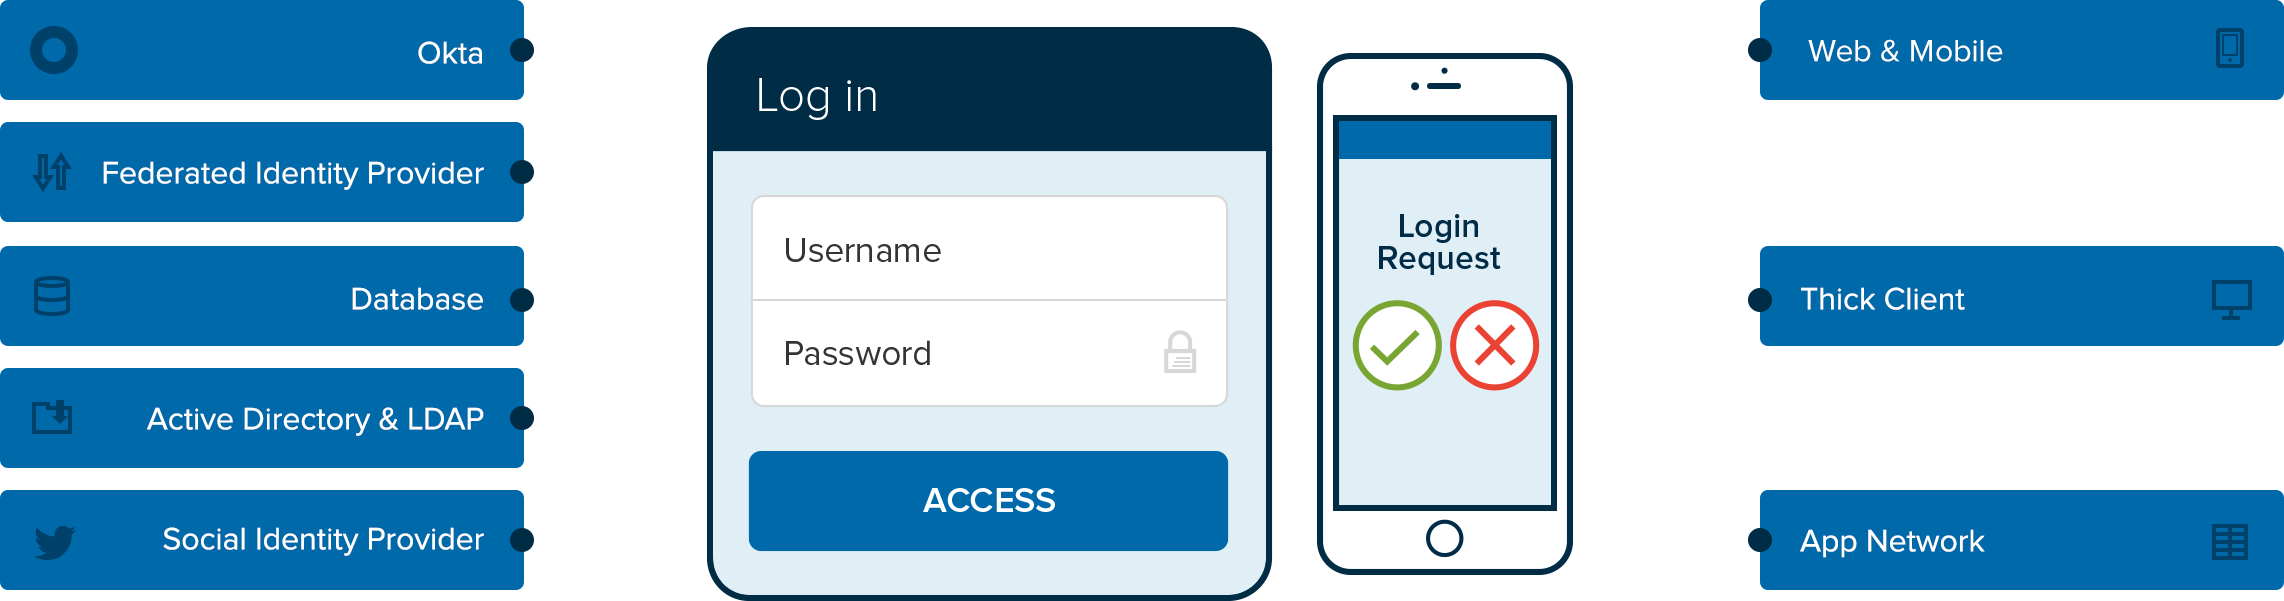 Okta
Federated Identity Provider
Database
Active Directory & LDAP
Social Identity Provider
Log in
Username
Password
ACCESS
Login
Request
Web & Mobile
Thick Client
App Network